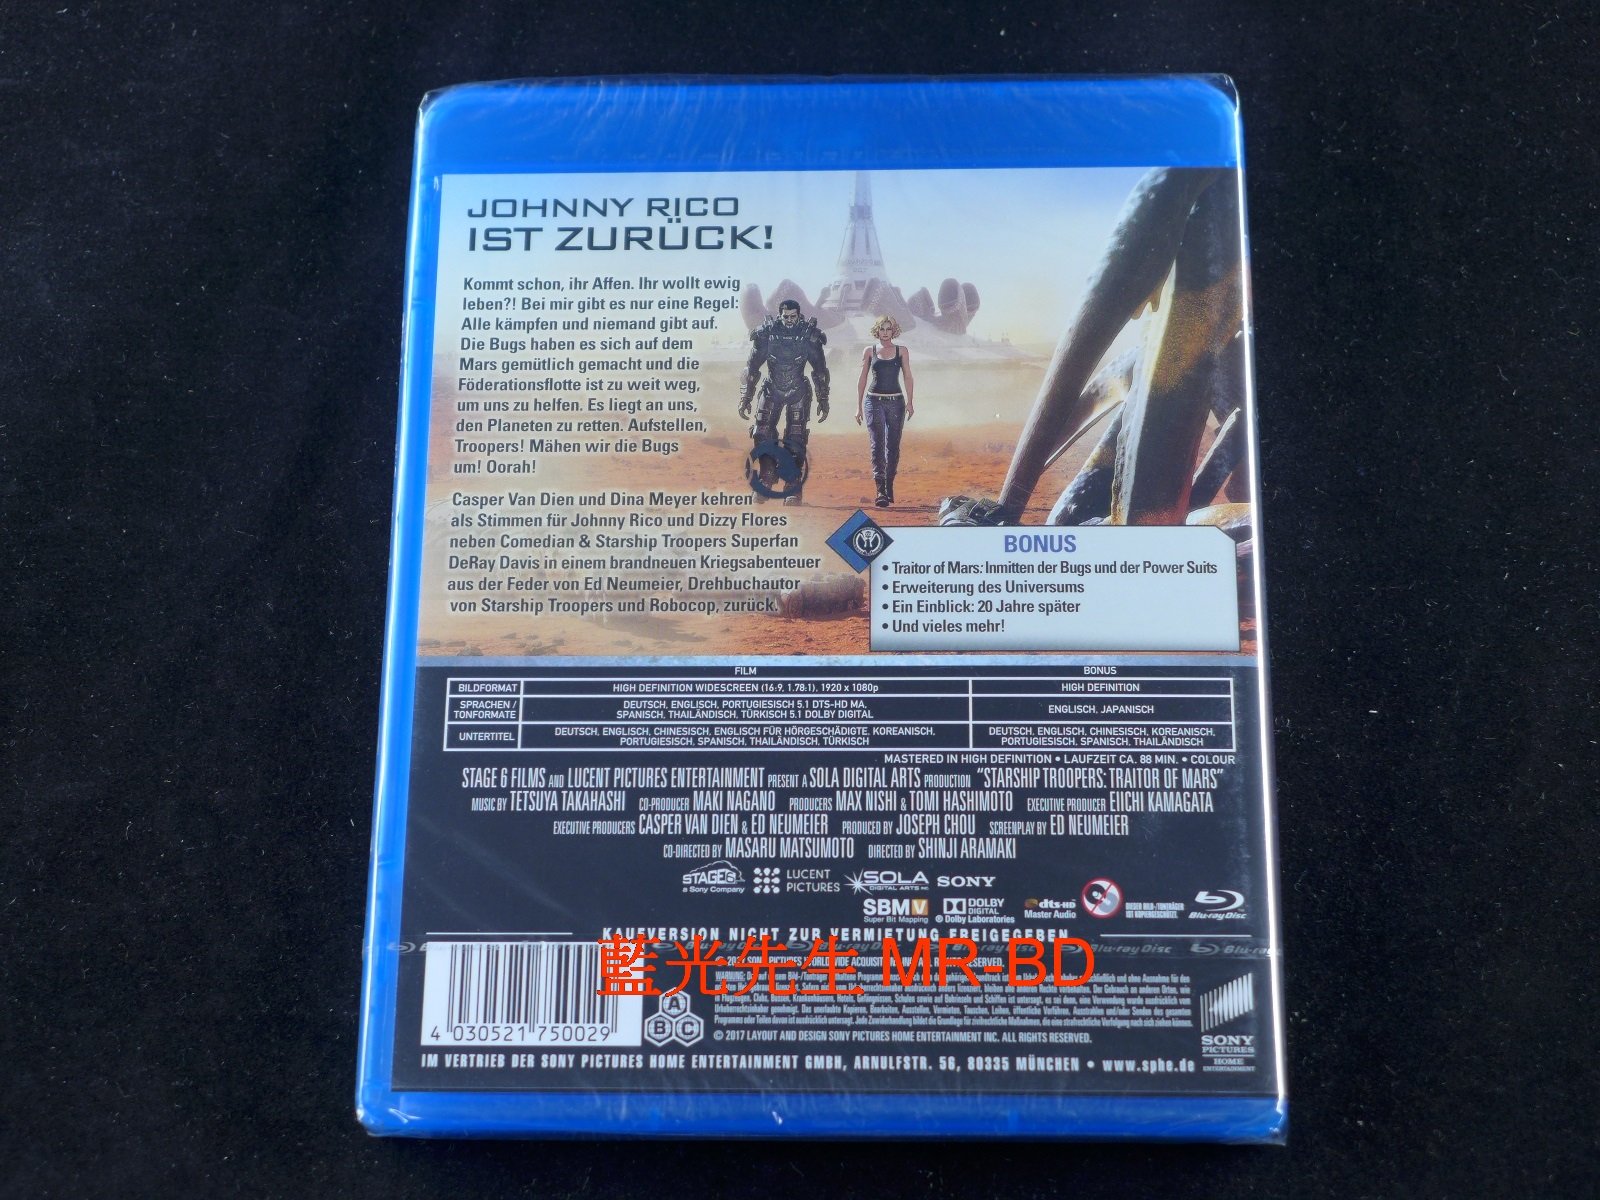 JOHNNY RICO
IST ZURÜCK!
Kommt schon, ihr Affen. Ihr wollt ewig
leben?! Bei mir gibt es nur eine Regel:
Alle kämpfen und niemand gibt auf.
Die Bugs haben es sich auf dem
Mars gemütlich gemacht und die
Föderationsflotte ist zu weit weg,
um uns zu helfen. Es liegt an uns,
den Planeten zu retten. Aufstellen,
Troopers! Mähen wir die Bugs
um! Oorah!
Casper Van Dien und Dina Meyer kehren
als Stimmen für Johnny Rico und Dizzy Flores
neben Comedian & Starship Troopers Superfan
DeRay Davis in einem brandneuen Kriegsabenteuer
aus der Feder von Ed Neumeier, Drehbuchautor
von Starship Troopers und Robocop, zurück.
BONUS
• Traitor of Mars: Inmitten der Bugs und der Power Suits
• Erweiterung des Universums
• Ein Einblick: 20 Jahre später
• Und vieles mehr!
FILM BONUS
BILDFORMAT HIGH DEFINITION WIDESCREEN (16:9, 1.78:1), 1920 x 1080p HIGH DEFINITION
SPRACHEN / TONFORMATE DEUTSCH, ENGLISCH, PORTUGIESISCH 5.1 DTS-HD MA,
SPANISCH, THAILÄNDISCH, TÜRKISCH 5.1 DOLBY DIGITAL ENGLISCH, JAPANISCH
UNTERTITEL DEUTSCH, ENGLISCH, CHINESISCH, ENGLISCH FÜR HÖRGESCHÄDIGTE, KOREANISCH,
PORTUGIESISCH, SPANISCH, THAILÄNDISCH, TÜRKISCH
DEUTSCH, ENGLISCH, CHINESISCH, KOREANISCH,
PORTUGIESISCH, SPANISCH, THAILÄNDISCH
MASTERED IN HIGH DEFINITION • LAUFZEIT CA. 88 MIN. • COLOUR
STAGE 6 FILMS AND LUCENT PICTURES ENTERTAINMENT PRESENT A SOLA DIGITAL ARTS PRODUCTION "STARSHIP TROOPERS: TRAITOR OF MARS"
MUSIC BY TETSUYA TAKAHASHI CO-PRODUCER MAKI NAGANO PRODUCERS MAX NISHI & TOMI HASHIMOTO EXECUTIVE PRODUCER EIICHI KAMAGATA
EXECUTIVE PRODUCERS CASPER VAN DIEN & ED NEUMEIER PRODUCED BY JOSEPH CHOU SCREENPLAY BY ED NEUMEIER
CO-DIRECTED BY MASARU MATSUMOTO DIRECTED BY SHINJI ARAMAKI
STAGE 6 a Sony Company LUCENT PICTURES SOLA DIGITAL ARTS INC SONY
SBMV Super Bit Mapping DOLBY DIGITAL ® Dolby Laboratories dts-HD Master Audio DIESER BILD-/TONTRÄGER IST KOPIERGESCHÜTZT. Blu-ray Disc
KAUFVERSION NICHT ZUR VERMIETUNG FREIGEGEBEN
藍光先生 MR-BD
4 030521 750029
A B C
© 2017 LAYOUT AND DESIGN SONY PICTURES HOME ENTERTAINMENT INC. ALL RIGHTS RESERVED.
SONY PICTURES HOME ENTERTAINMENT
IM VERTRIEB DER SONY PICTURES HOME ENTERTAINMENT GMBH, ARNULFSTR. 56, 80335 MÜNCHEN • www.sphe.de